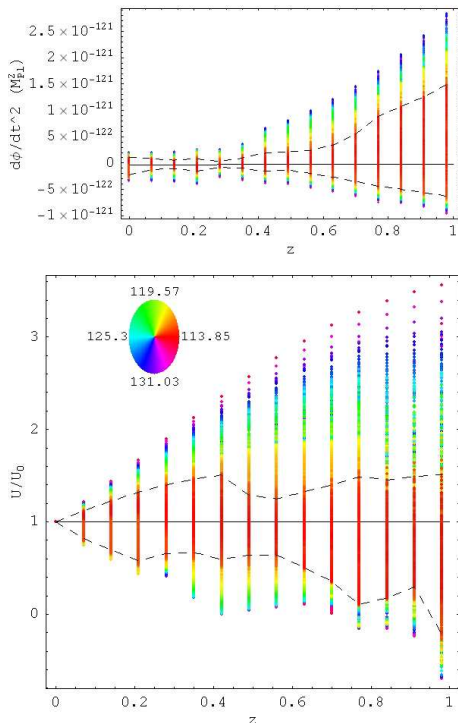 dϕ/dt^2 (M²p1)
2.5×10⁻¹²¹
2×10⁻¹²¹
1.5×10⁻¹²¹
1×10⁻¹²¹
5×10⁻¹²²
0
-5×10⁻¹²²
-1×10⁻¹²¹
0 0.2 0.4 0.6 0.8 1
z
119.57
125.3 113.85
131.03
U/U0
3
2
1
0
0 0.2 0.4 0.6 0.8 1
z